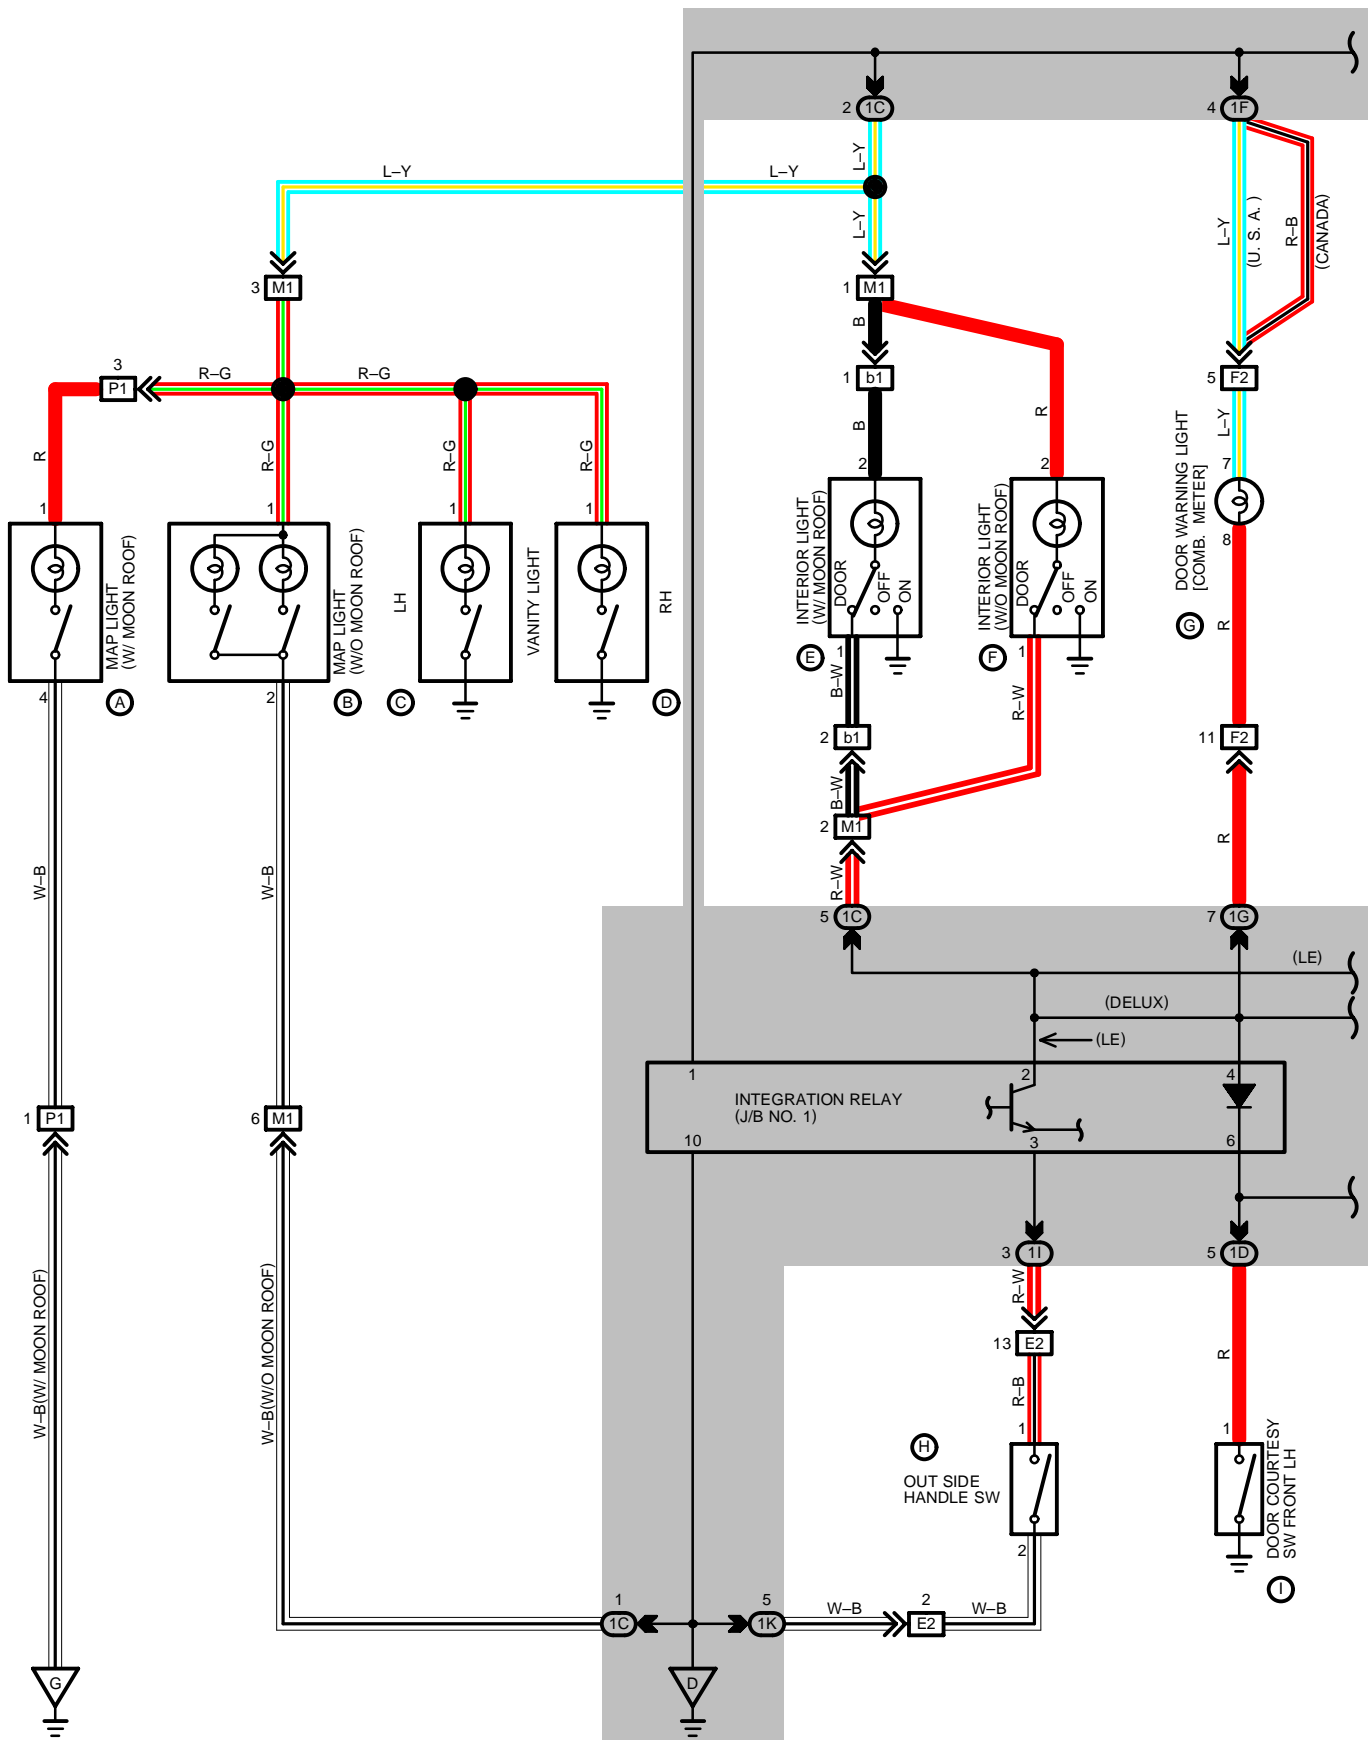 2 1C
4 1F
L–Y
L–Y
L–Y
L–Y
L–Y
(U. S. A. )
R–B
(CANADA)
3 M1
1 M1
B
3
P1
R–G
R–G
1 b1
5 F2
R
R–G
R–G
R–G
B
R
L–Y
1
1
1
1
2
2
7
8
MAP LIGHT
(W/ MOON ROOF)
MAP LIGHT
(W/O MOON ROOF)
LH
VANITY LIGHT
RH
INTERIOR LIGHT
(W/ MOON ROOF)
DOOR
OFF
ON
INTERIOR LIGHT
(W/O MOON ROOF)
DOOR
OFF
ON
DOOR WARNING LIGHT
[COMB. METER]
G
R
4
A
2
B
C
D
E
1
F
1
B–W
R–W
2 b1
11 F2
B–W
2 M1
R
W–B
W–B
R–W
5 1C
7 1G
(LE)
(DELUX)
(LE)
1
2
4
INTEGRATION RELAY
(J/B NO. 1)
10
3
6
1 P1
6 M1
3 1I
5 1D
W–B(W/ MOON ROOF)
W–B(W/O MOON ROOF)
R–W
13 E2
R–B
R
1
1
H
OUT SIDE
HANDLE SW
DOOR COURTESY
SW FRONT LH
2
I
1
1C
5
1K
W–B
2
E2
W–B
G
D